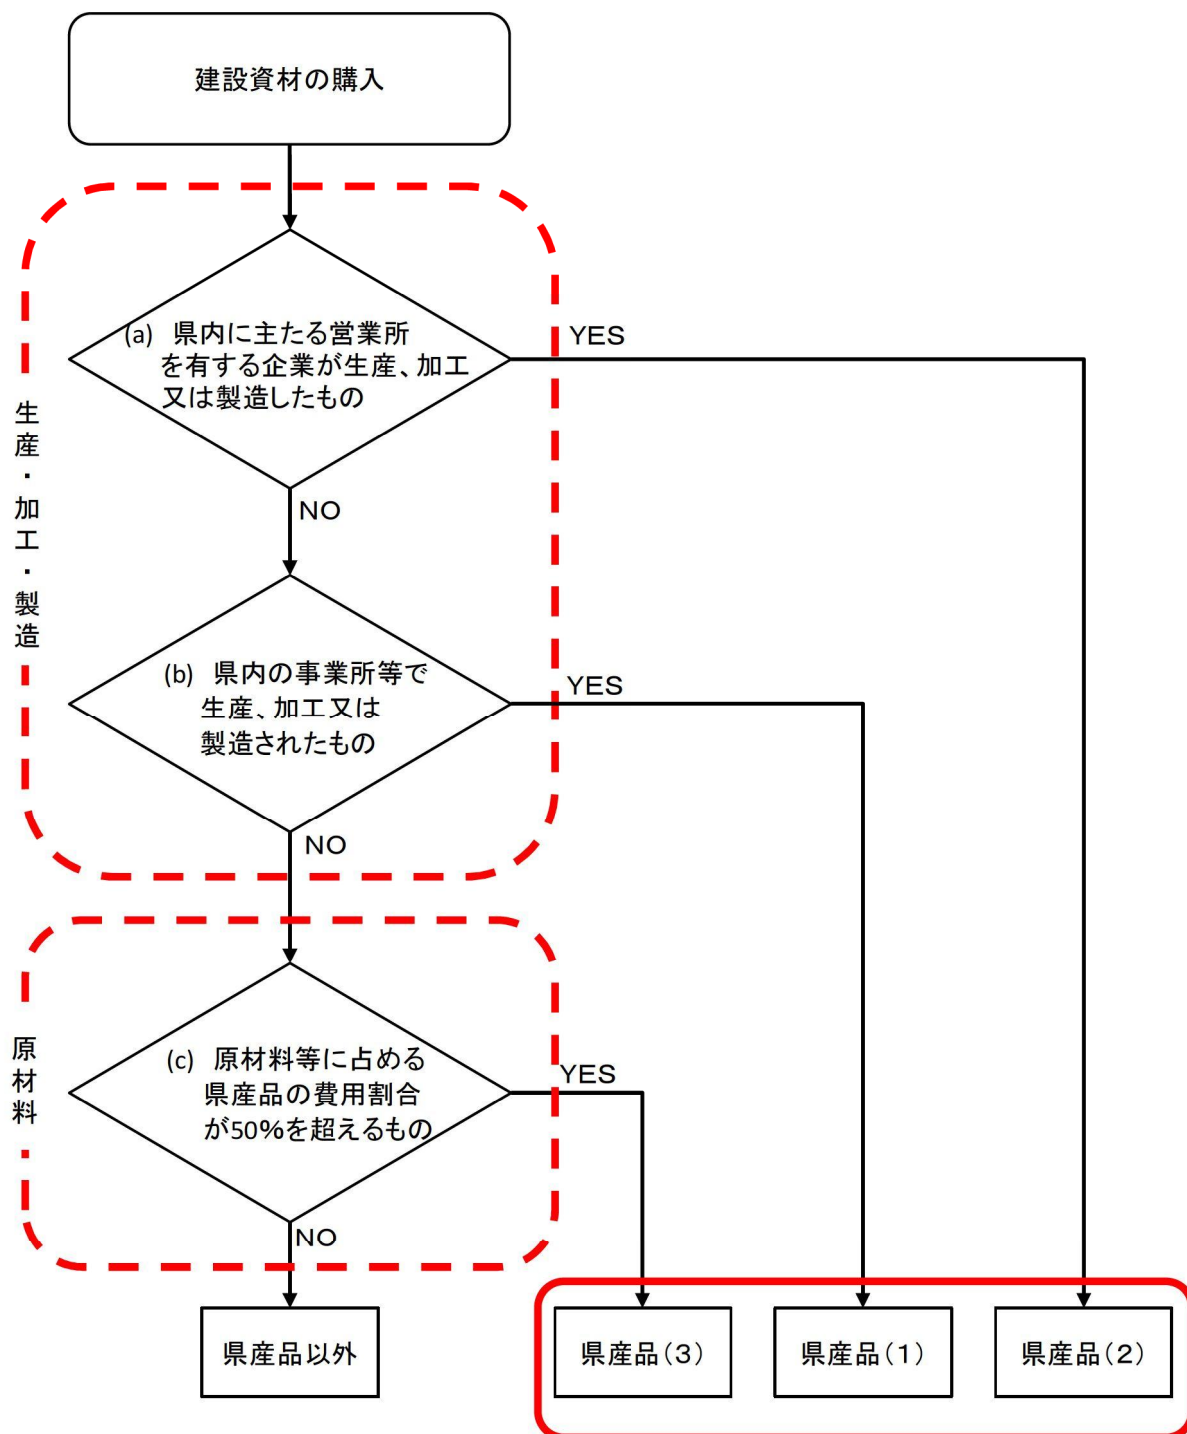 建設資材の購入
(a) 県内に主たる営業所
を有する企業が生産、加工
又は製造したもの
YES
NO
生産・加工・製造
(b) 県内の事業所等で
生産、加工又は
製造されたもの
YES
NO
原材料
(c) 原材料等に占める
県産品の費用割合
が50%を超えるもの
YES
NO
県産品以外
県産品(3)
県産品(1)
県産品(2)